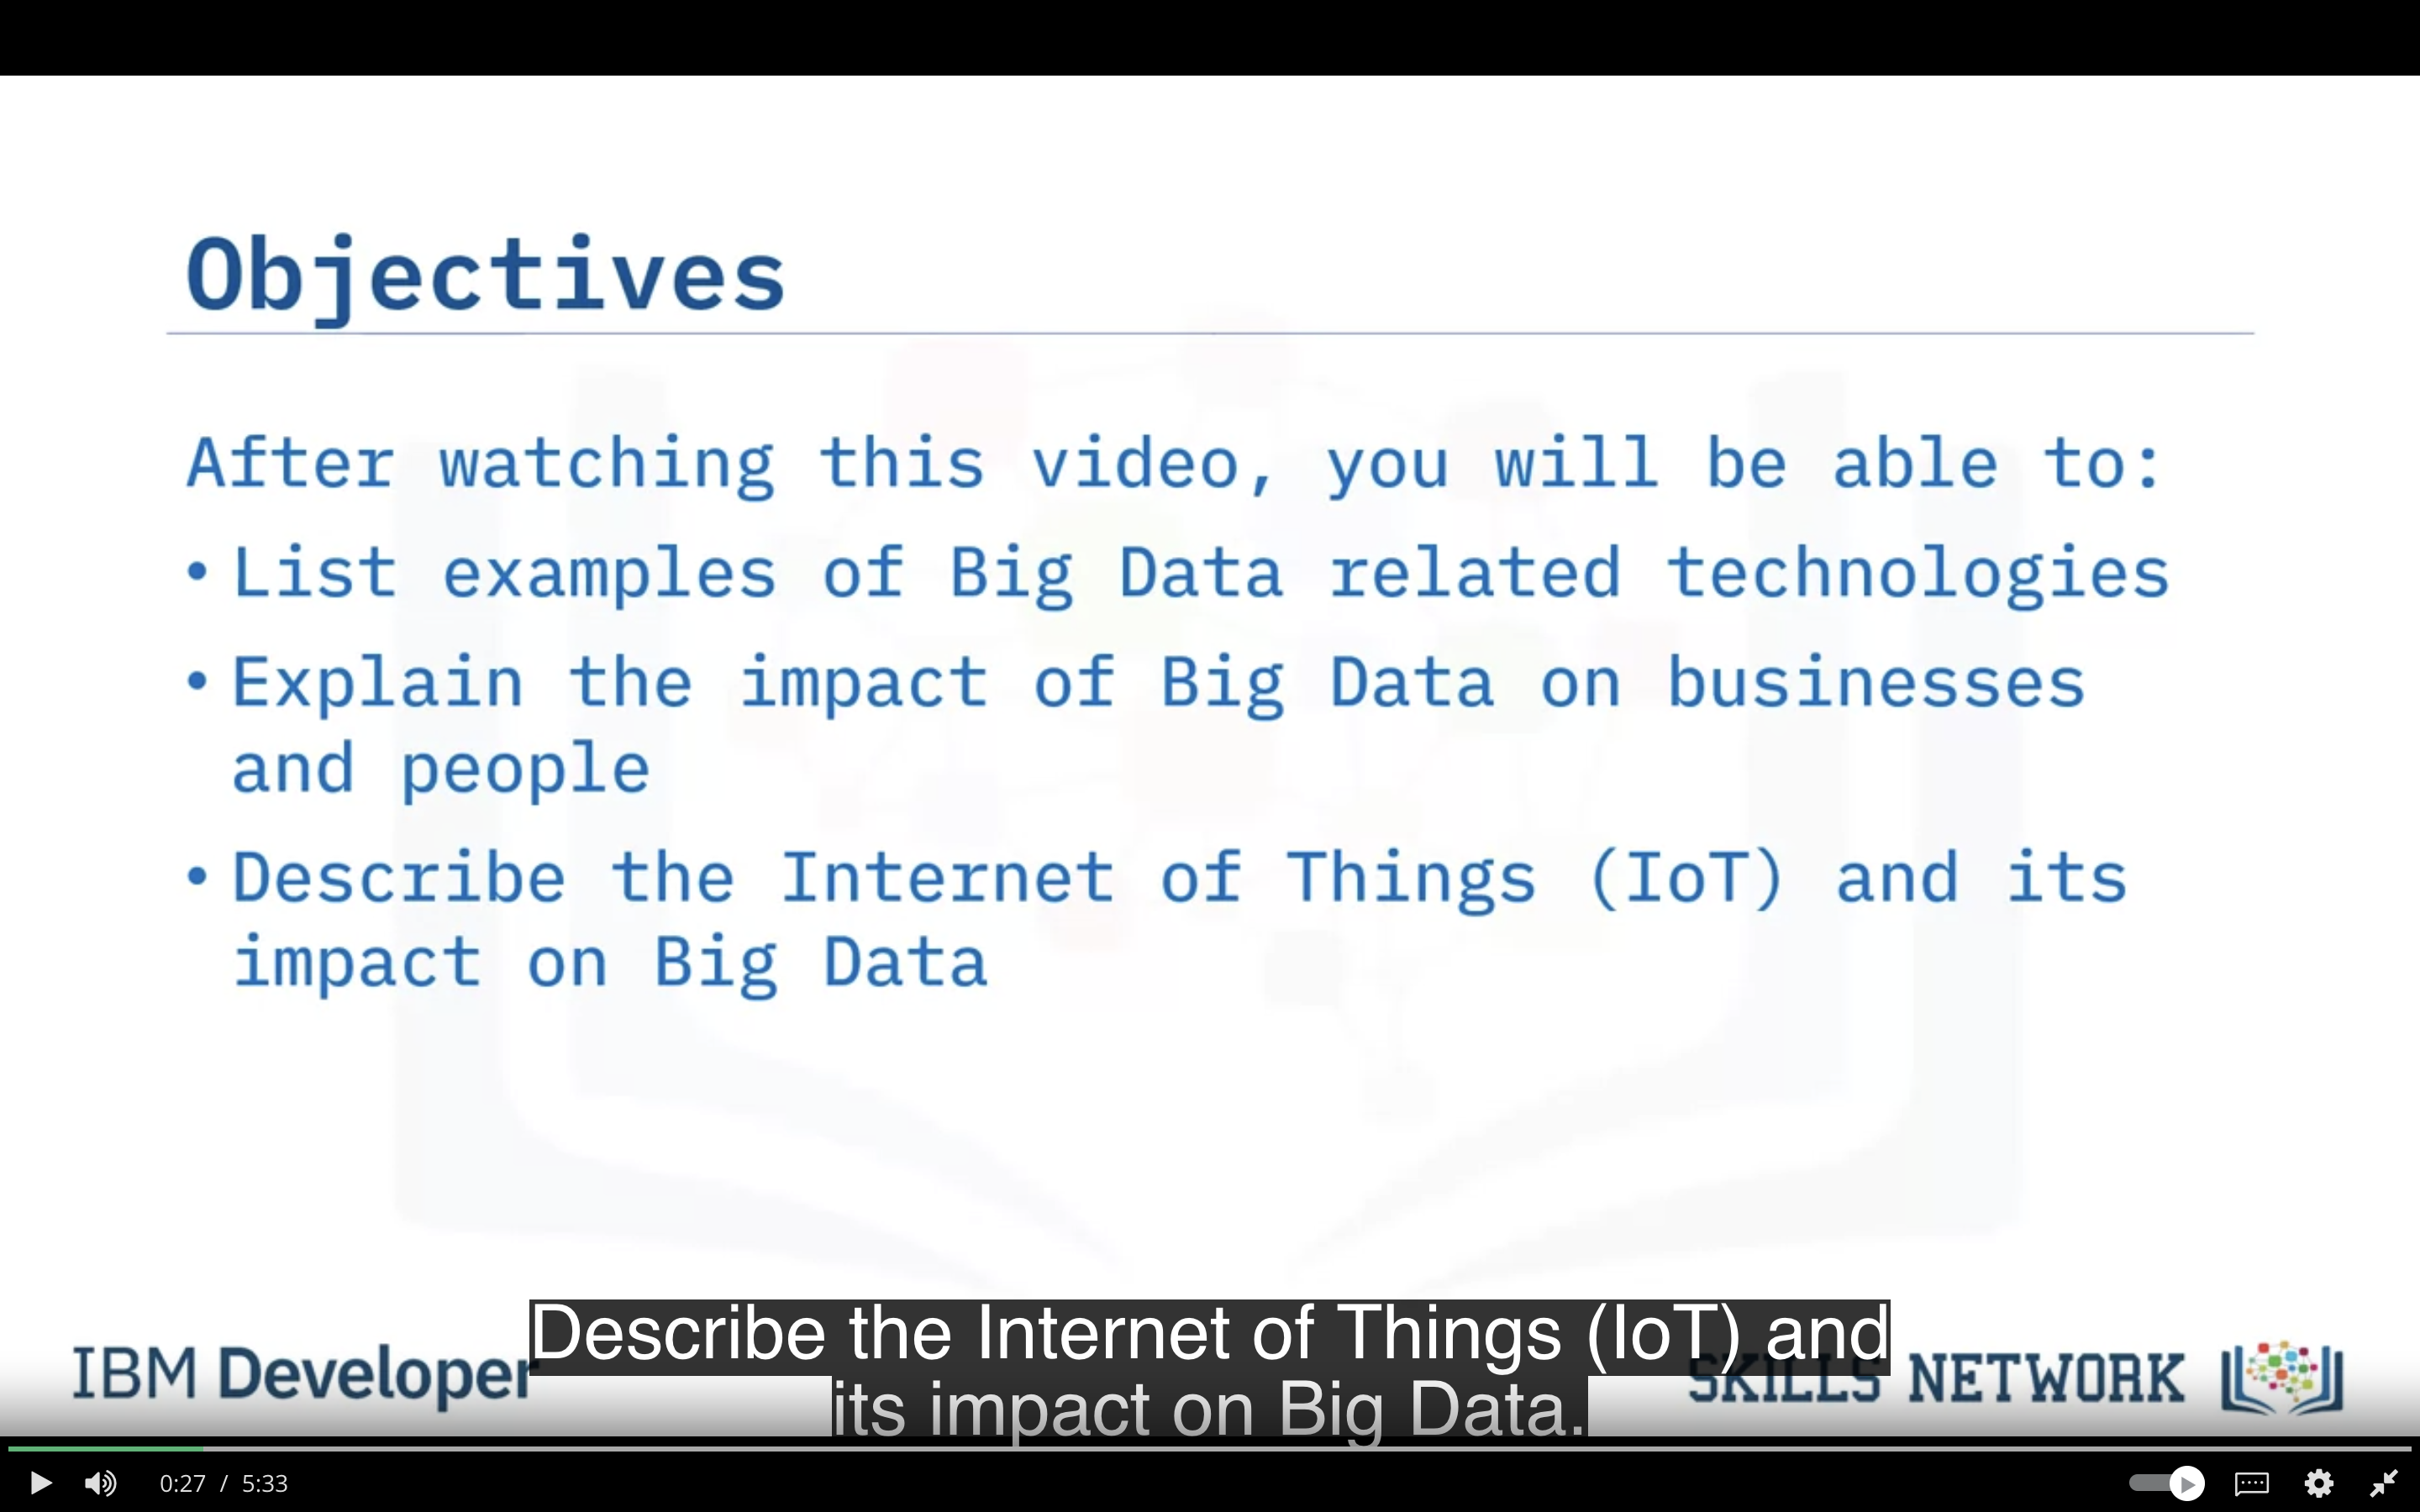 Objectives
After watching this video, you will be able to:
• List examples of Big Data related technologies
• Explain the impact of Big Data on businesses
and people
• Describe the Internet of Things (IoT) and its
impact on Big Data
Describe the Internet of Things (IoT) and
its impact on Big Data.
IBM Developer
SKILLS NETWORK
0:27 / 5:33